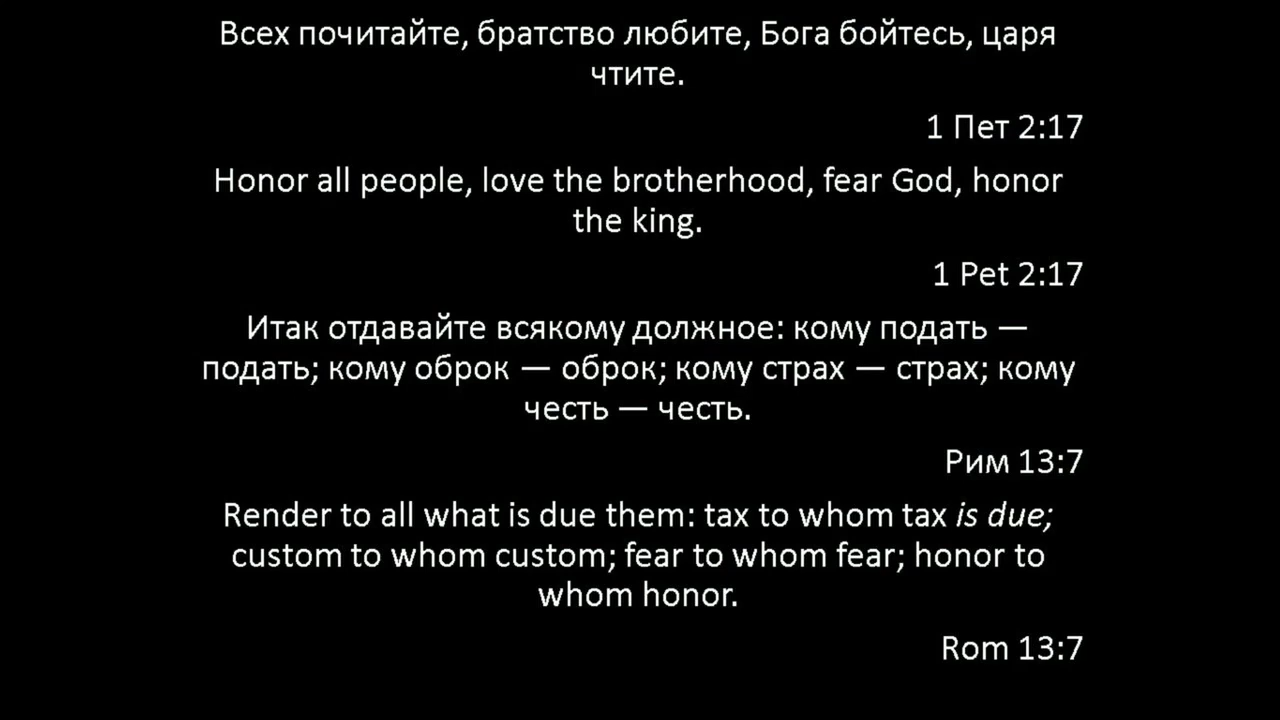 Всех почитайте, братство любите, Бога бойтесь, царя
чтите.
1 Пет 2:17
Honor all people, love the brotherhood, fear God, honor
the king.
1 Pet 2:17
Итак отдавайте всякому должное: кому подать —
подать; кому оброк — оброк; кому страх — страх; кому
честь — честь.
Рим 13:7
Render to all what is due them: tax to whom tax is due;
custom to whom custom; fear to whom fear; honor to
whom honor.
Rom 13:7